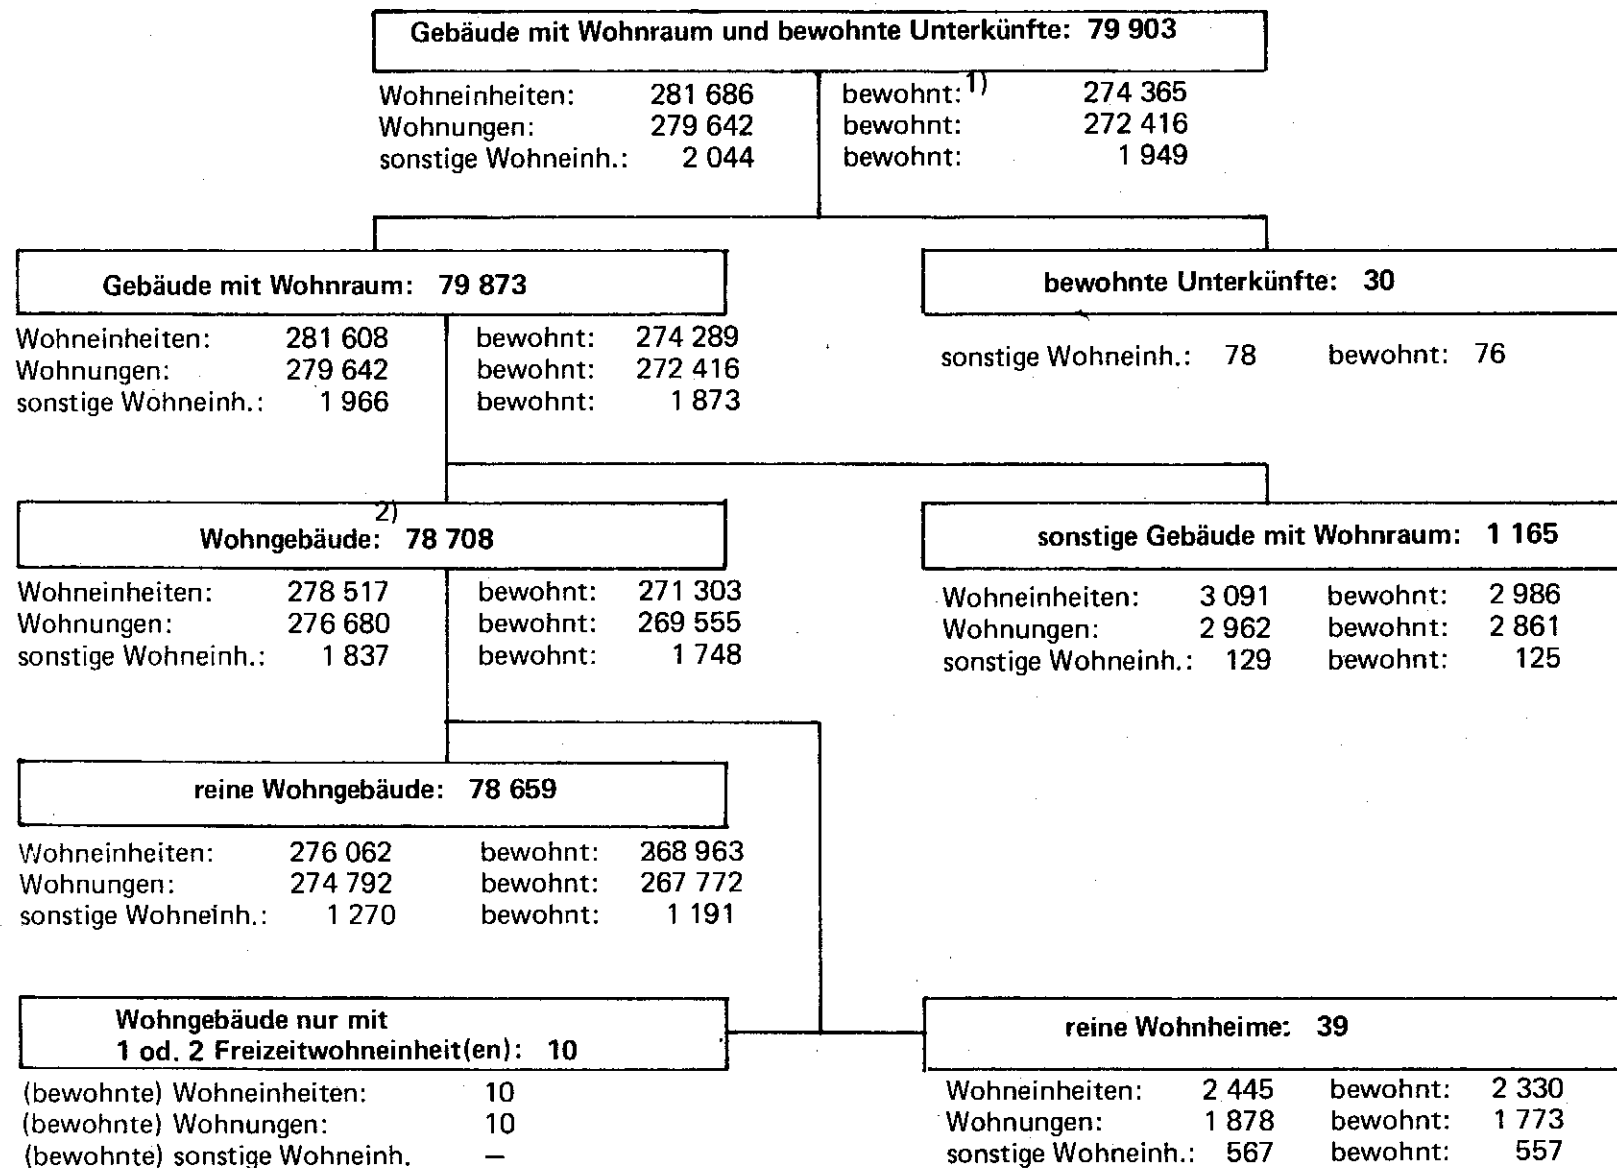 Gebäude mit Wohnraum und bewohnte Unterkünfte: 79 903
Wohneinheiten: 281 686 bewohnt: 1) 274 365
Wohnungen: 279 642 bewohnt: 272 416
sonstige Wohneinh.: 2 044 bewohnt: 1 949
Gebäude mit Wohnraum: 79 873
Wohneinheiten: 281 608 bewohnt: 274 289
Wohnungen: 279 642 bewohnt: 272 416
sonstige Wohneinh.: 1 966 bewohnt: 1 873
bewohnte Unterkünfte: 30
sonstige Wohneinh.: 78 bewohnt: 76
Wohngebäude: 2) 78 708
Wohneinheiten: 278 517 bewohnt: 271 303
Wohnungen: 276 680 bewohnt: 269 555
sonstige Wohneinh.: 1 837 bewohnt: 1 748
sonstige Gebäude mit Wohnraum: 1 165
Wohneinheiten: 3 091 bewohnt: 2 986
Wohnungen: 2 962 bewohnt: 2 861
sonstige Wohneinh.: 129 bewohnt: 125
reine Wohngebäude: 78 659
Wohneinheiten: 276 062 bewohnt: 268 963
Wohnungen: 274 792 bewohnt: 267 772
sonstige Wohneinh.: 1 270 bewohnt: 1 191
Wohngebäude nur mit
1 od. 2 Freizeitwohneinheit(en): 10
(bewohnte) Wohneinheiten: 10
(bewohnte) Wohnungen: 10
(bewohnte) sonstige Wohneinh. —
reine Wohnheime: 39
Wohneinheiten: 2 445 bewohnt: 2 330
Wohnungen: 1 878 bewohnt: 1 773
sonstige Wohneinh.: 567 bewohnt: 557